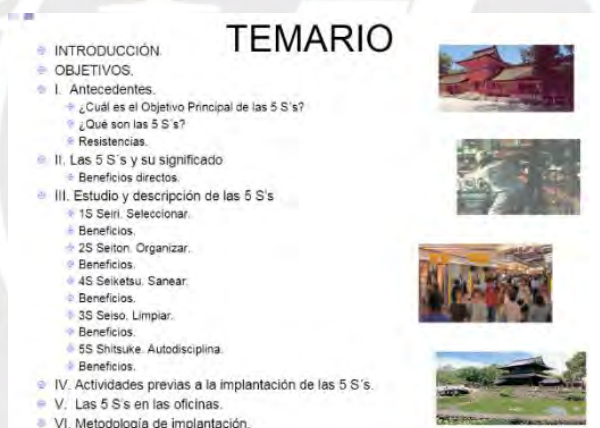 TEMARIO
INTRODUCCIÓN.
OBJETIVOS.
I. Antecedentes.
¿Cuál es el Objetivo Principal de las 5 S's?
¿Qué son las 5 S's?
Resistencias.
II. Las 5 S's y su significado
Beneficios directos.
III. Estudio y descripción de las 5 S's
1S Seiri. Seleccionar.
Beneficios.
2S Seiton. Organizar.
Beneficios.
4S Seiketsu. Sanear.
Beneficios.
3S Seiso. Limpiar.
Beneficios.
5S Shitsuke. Autodisciplina.
Beneficios.
IV. Actividades previas a la implantación de las 5 S's.
V. Las 5 S's en las oficinas.
VI. Metodología de implantación.